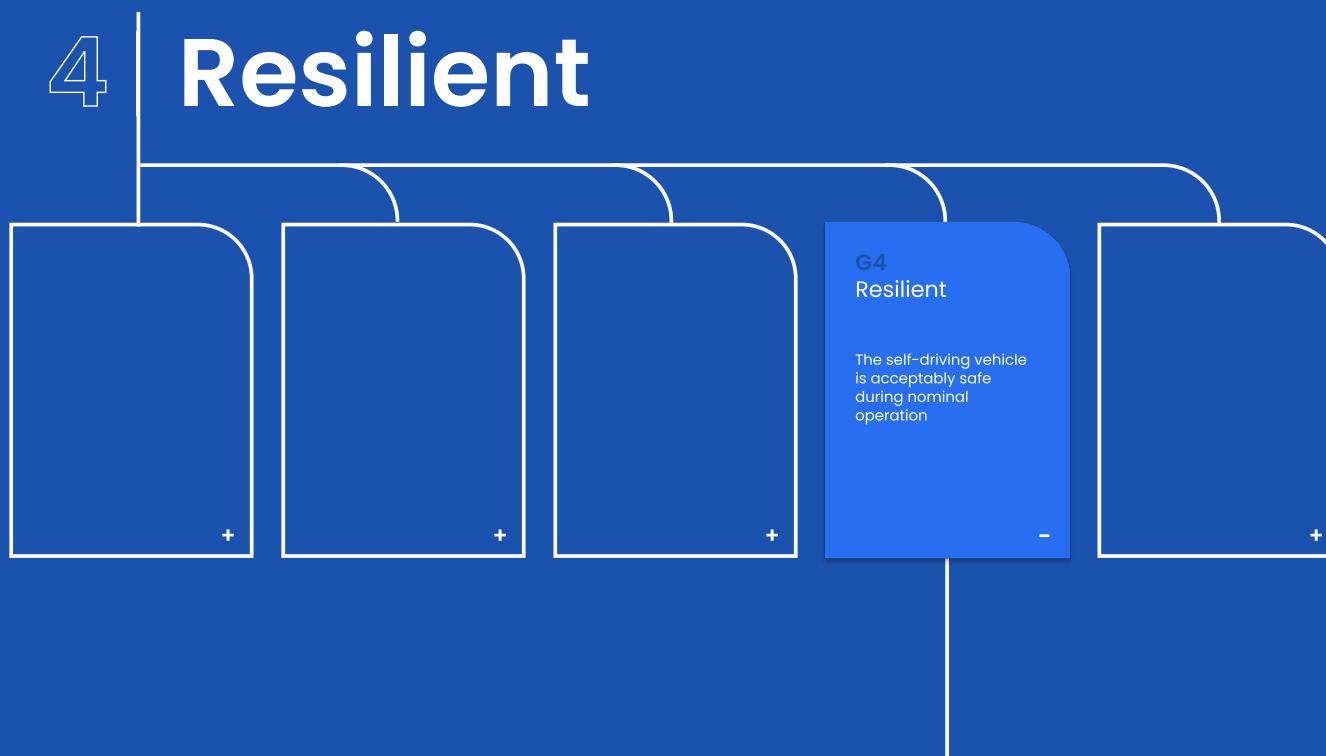 4
Resilient
G4
Resilient
The self-driving vehicle
is acceptably safe
during nominal
operation
+
+
+
–
+